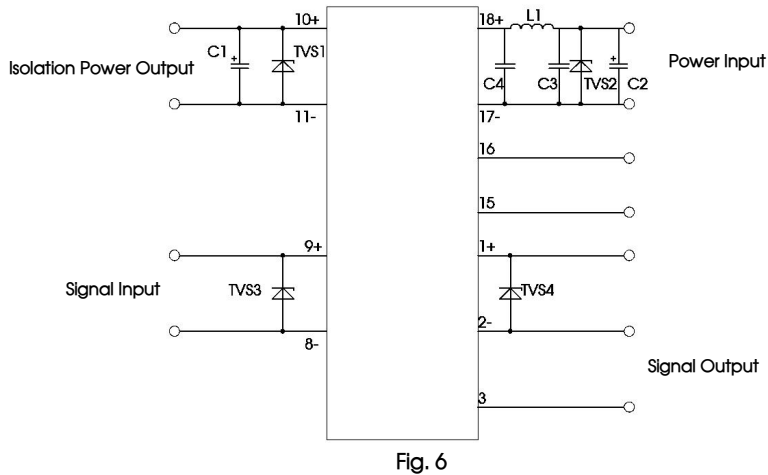 10+
18+
L1
C1
+
TVS1
C4
C3
TVS2
+
C2
Isolation Power Output
Power Input
11-
17-
16
15
9+
1+
Signal Input
TVS3
TVS4
8-
2-
Signal Output
3
Fig. 6